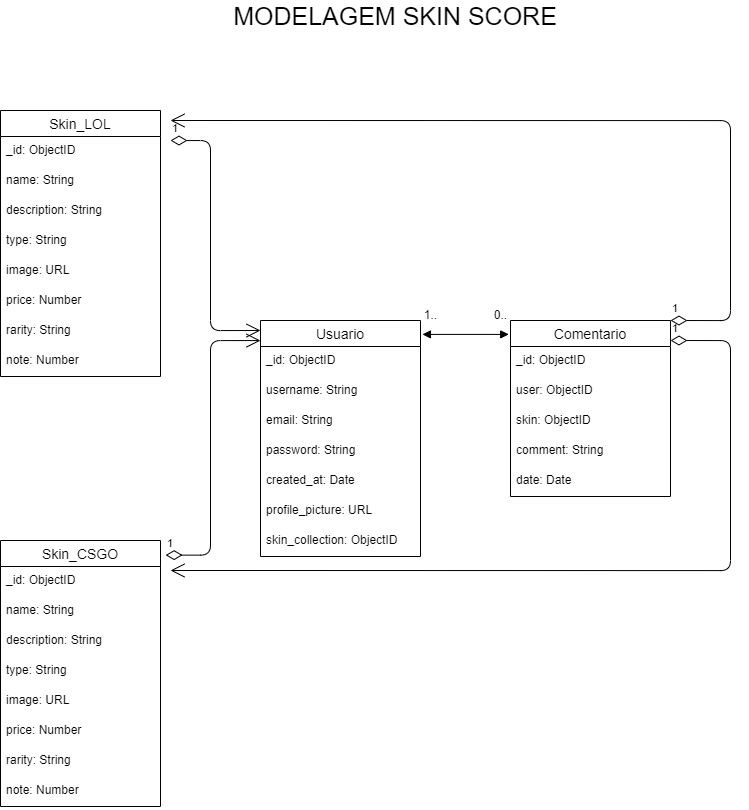 MODELAGEM SKIN SCORE
Skin_LOL
_id: ObjectID
name: String
description: String
type: String
image: URL
price: Number
rarity: String
note: Number
1
Usuario
_id: ObjectID
username: String
email: String
password: String
created_at: Date
profile_picture: URL
skin_collection: ObjectID
1..
0..
Comentario
_id: ObjectID
user: ObjectID
skin: ObjectID
comment: String
date: Date
1
1
Skin_CSGO
_id: ObjectID
name: String
description: String
type: String
image: URL
price: Number
rarity: String
note: Number
1